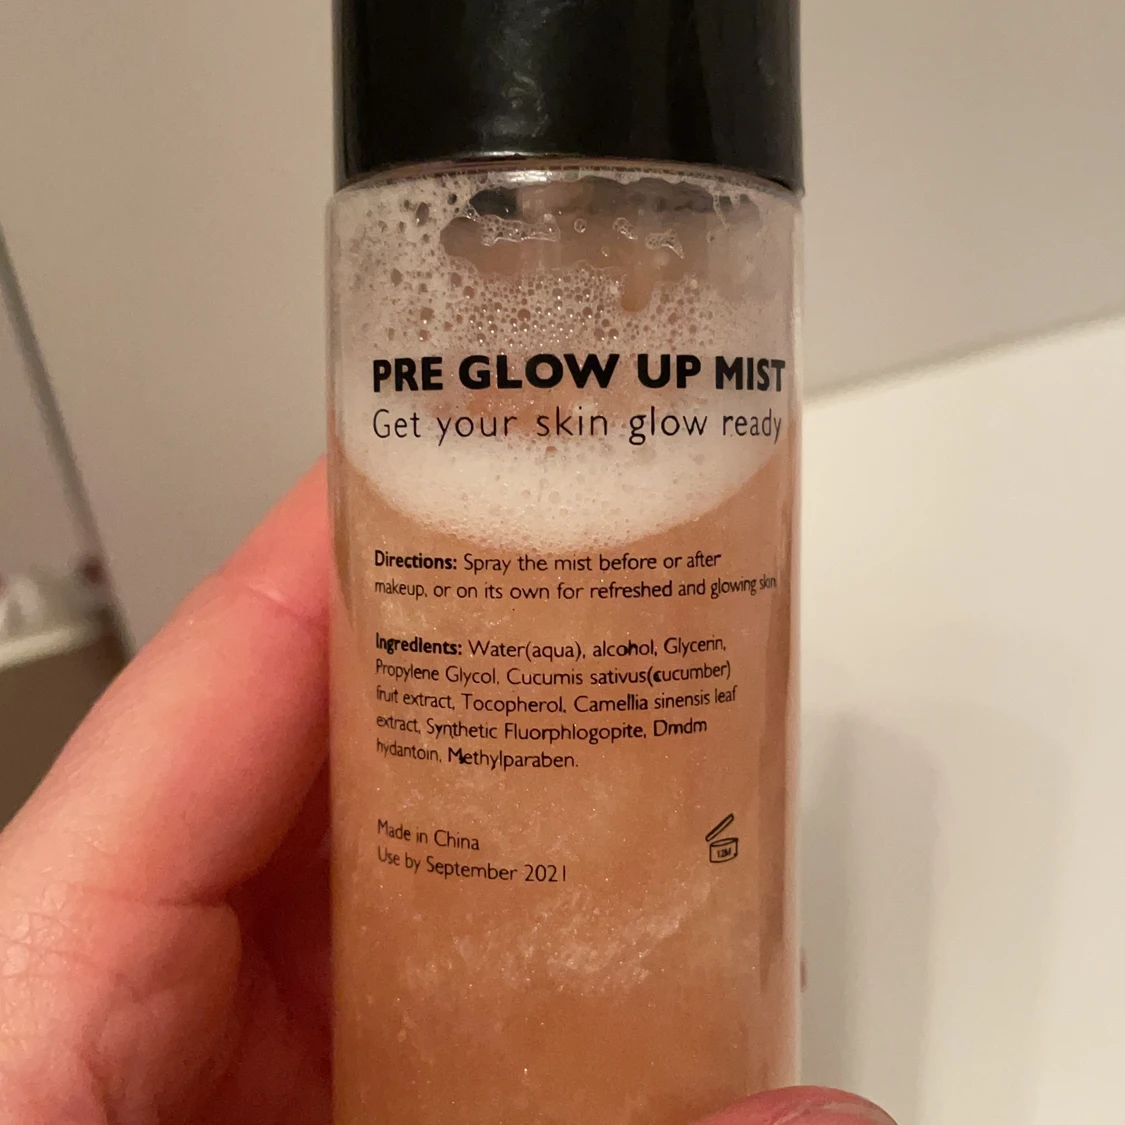 PRE GLOW UP MIST
Get your skin glow ready
Directions: Spray the mist before or after
makeup, or on its own for refreshed and glowing skin
Ingredients: Water(aqua), alcohol, Glycerin,
Propylene Glycol, Cucumis sativus(cucumber)
fruit extract, Tocopherol, Camellia sinensis leaf
extract, Synthetic Fluorphlogopite, Dmdm
hydantoin, Methylparaben.
Made in China
Use by September 2021
12M